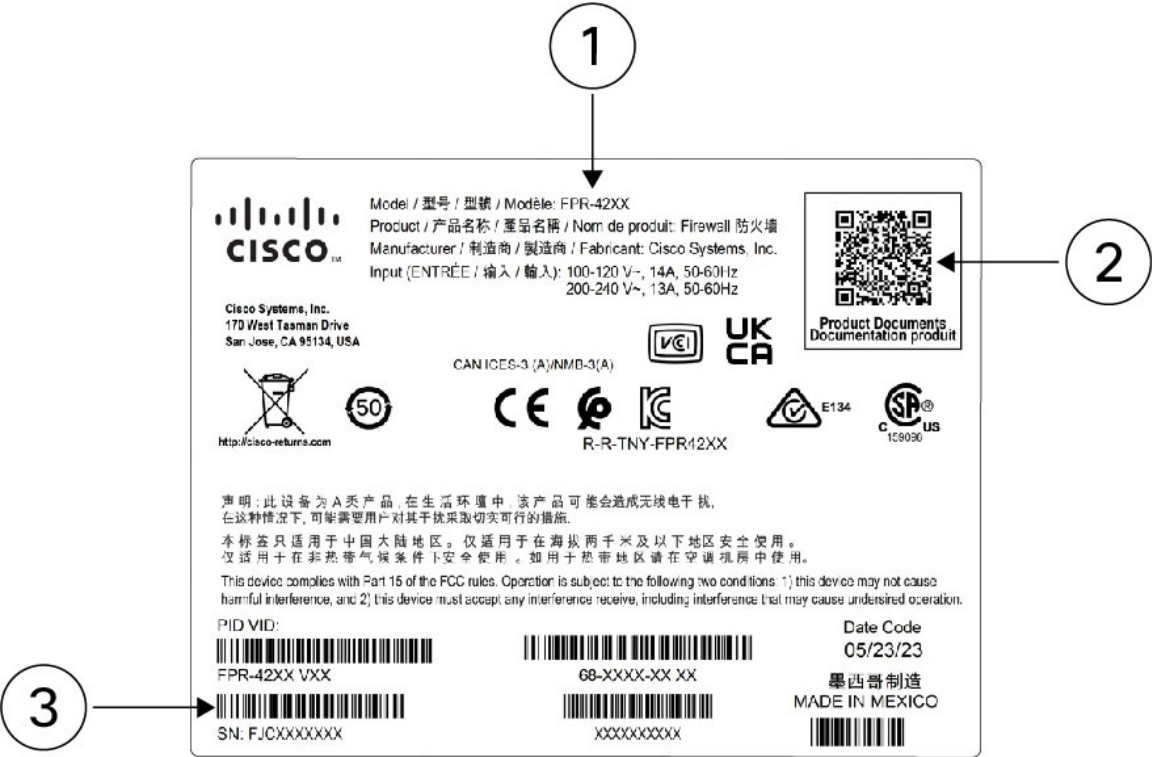 1
CISCO™
Model / 型号 / 型號 / Modèle: FPR-42XX
Product / 产品名称 / 產品名稱 / Nom de produit: Firewall 防火墙
Manufacturer / 制造商 / 製造商 / Fabricant: Cisco Systems, Inc.
Input (ENTRÉE / 输入 / 輸入): 100-120 V~, 14A, 50-60Hz
200-240 V~, 13A, 50-60Hz
2
Product Documents
Documentation produit
Cisco Systems, Inc.
170 West Tasman Drive
San Jose, CA 95134, USA
VCI
UK
CA
CAN ICES-3 (A)/NMB-3(A)
50
CE
E134
SA®
C US
159096
http://cisco-returns.com
R-R-TNY-FPR42XX
声明:此设备为A类产品,在生活环境中,该产品可能会造成无线电干扰,
在这种情况下,可能需要用户对其干扰采取切实可行的措施.
本标签只适用于中国大陆地区。仅适用于在海拔两千米及以下地区安全使用。
仅适用于在非热带气候条件下安全使用。如用于热带地区请在空调机房中使用。
This device complies with Part 15 of the FCC rules. Operation is subject to the following two conditions: 1) this device may not cause
harmful interference, and 2) this device must accept any interference receive, including interference that may cause undersired operation.
PID VID:
FPR-42XX VXX
68-XXXX-XX XX
Date Code
05/23/23
墨西哥制造
MADE IN MEXICO
3
SN: FJCXXXXXXX
XXXXXXXXXX